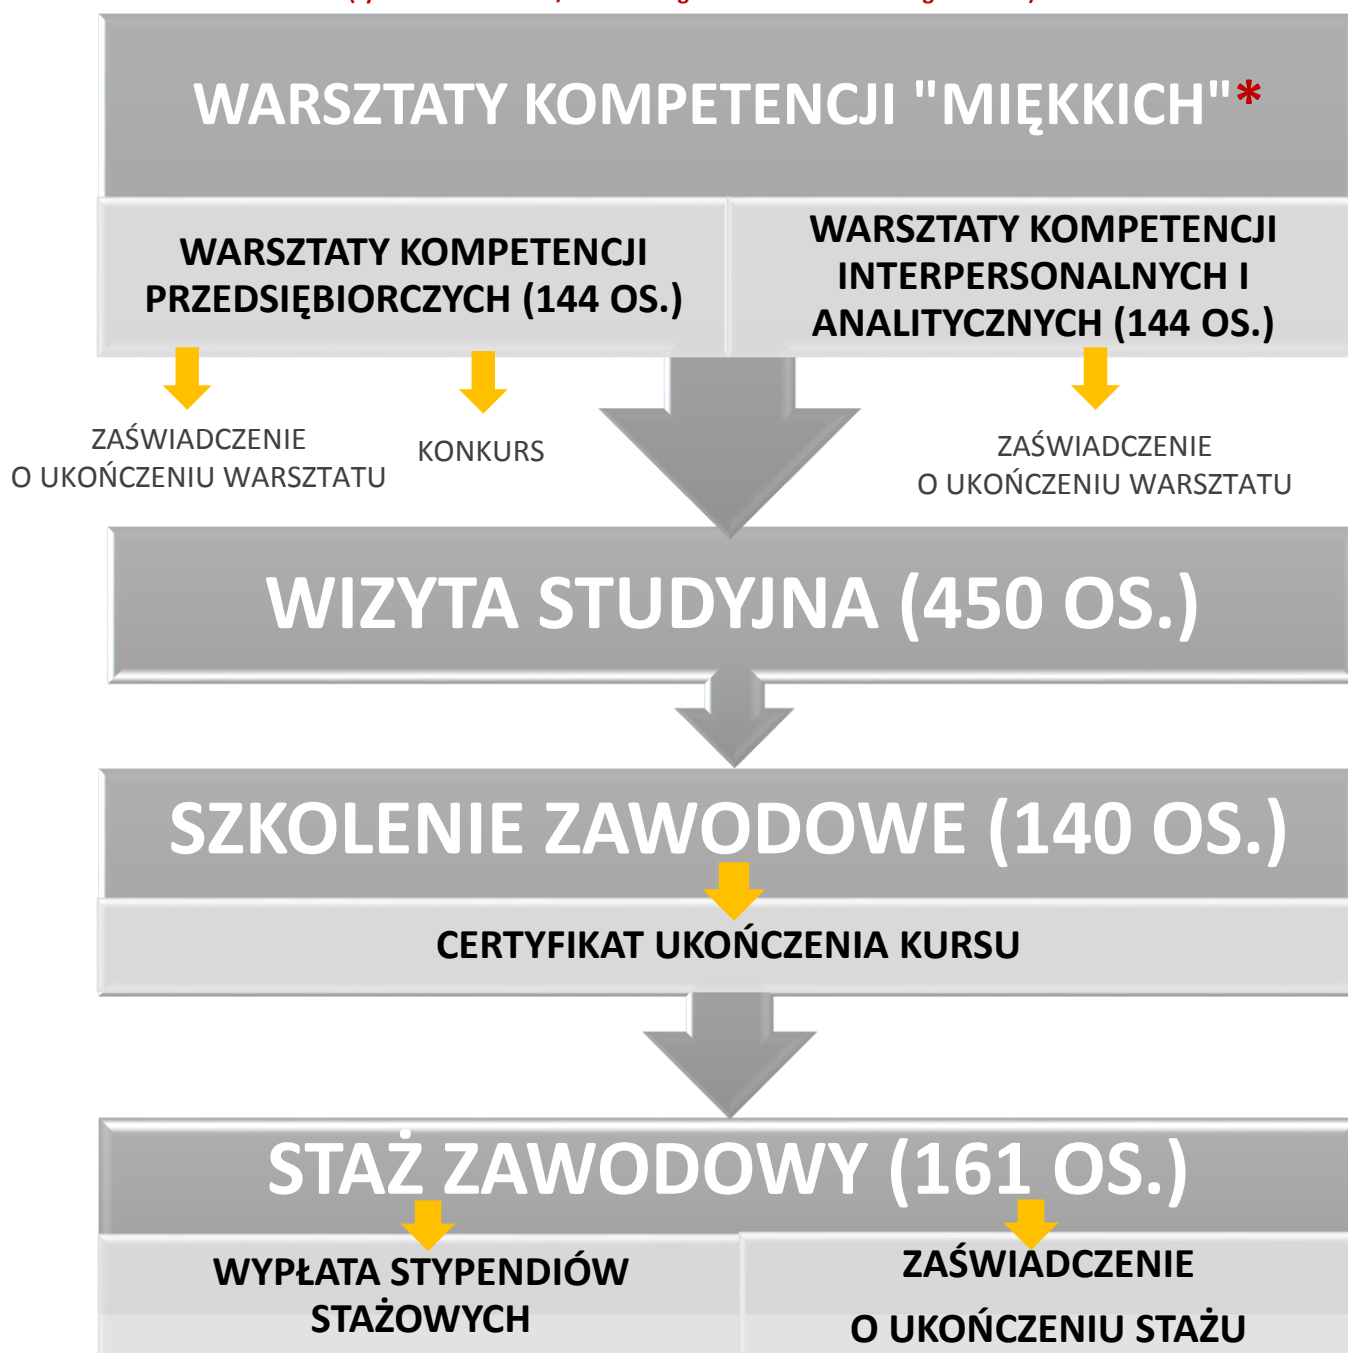 WARSZTATY KOMPETENCJI "MIĘKKICH"*
WARSZTATY KOMPETENCJI
PRZEDSIĘBIORCZYCH (144 OS.)
WARSZTATY KOMPETENCJI
INTERPERSONALNYCH I
ANALITYCZNYCH (144 OS.)
ZAŚWIADCZENIE
O UKOŃCZENIU WARSZTATU
KONKURS
ZAŚWIADCZENIE
O UKOŃCZENIU WARSZTATU
WIZYTA STUDYJNA (450 OS.)
SZKOLENIE ZAWODOWE (140 OS.)
CERTYFIKAT UKOŃCZENIA KURSU
STAŻ ZAWODOWY (161 OS.)
WYPŁATA STYPENDIÓW
STAŻOWYCH
ZAŚWIADCZENIE
O UKOŃCZENIU STAŻU